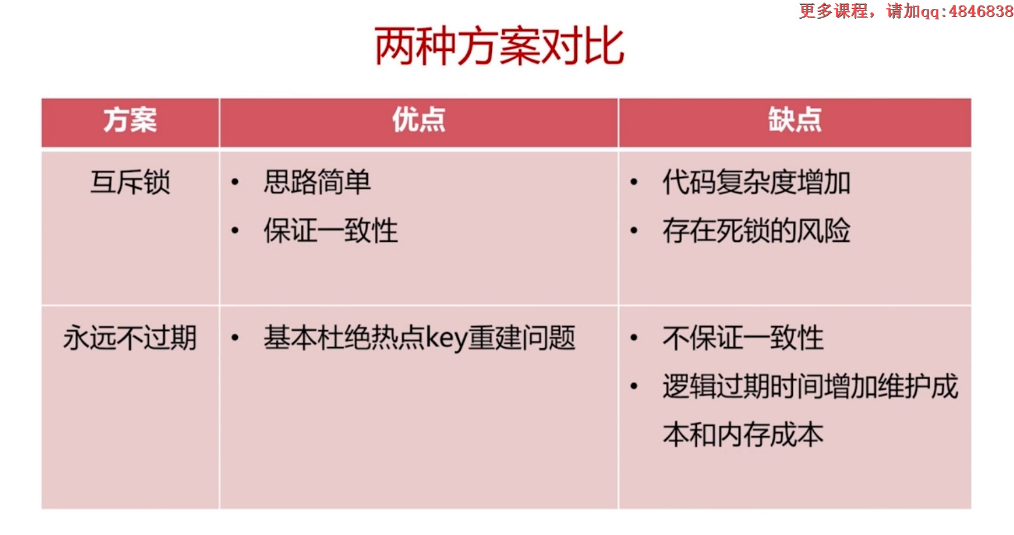 更多课程，请加qq:4846838
两种方案对比
方案 优点 缺点
互斥锁
• 思路简单
• 保证一致性
• 代码复杂度增加
• 存在死锁的风险
永远不过期
• 基本杜绝热点key重建问题
• 不保证一致性
• 逻辑过期时间增加维护成
本和内存成本